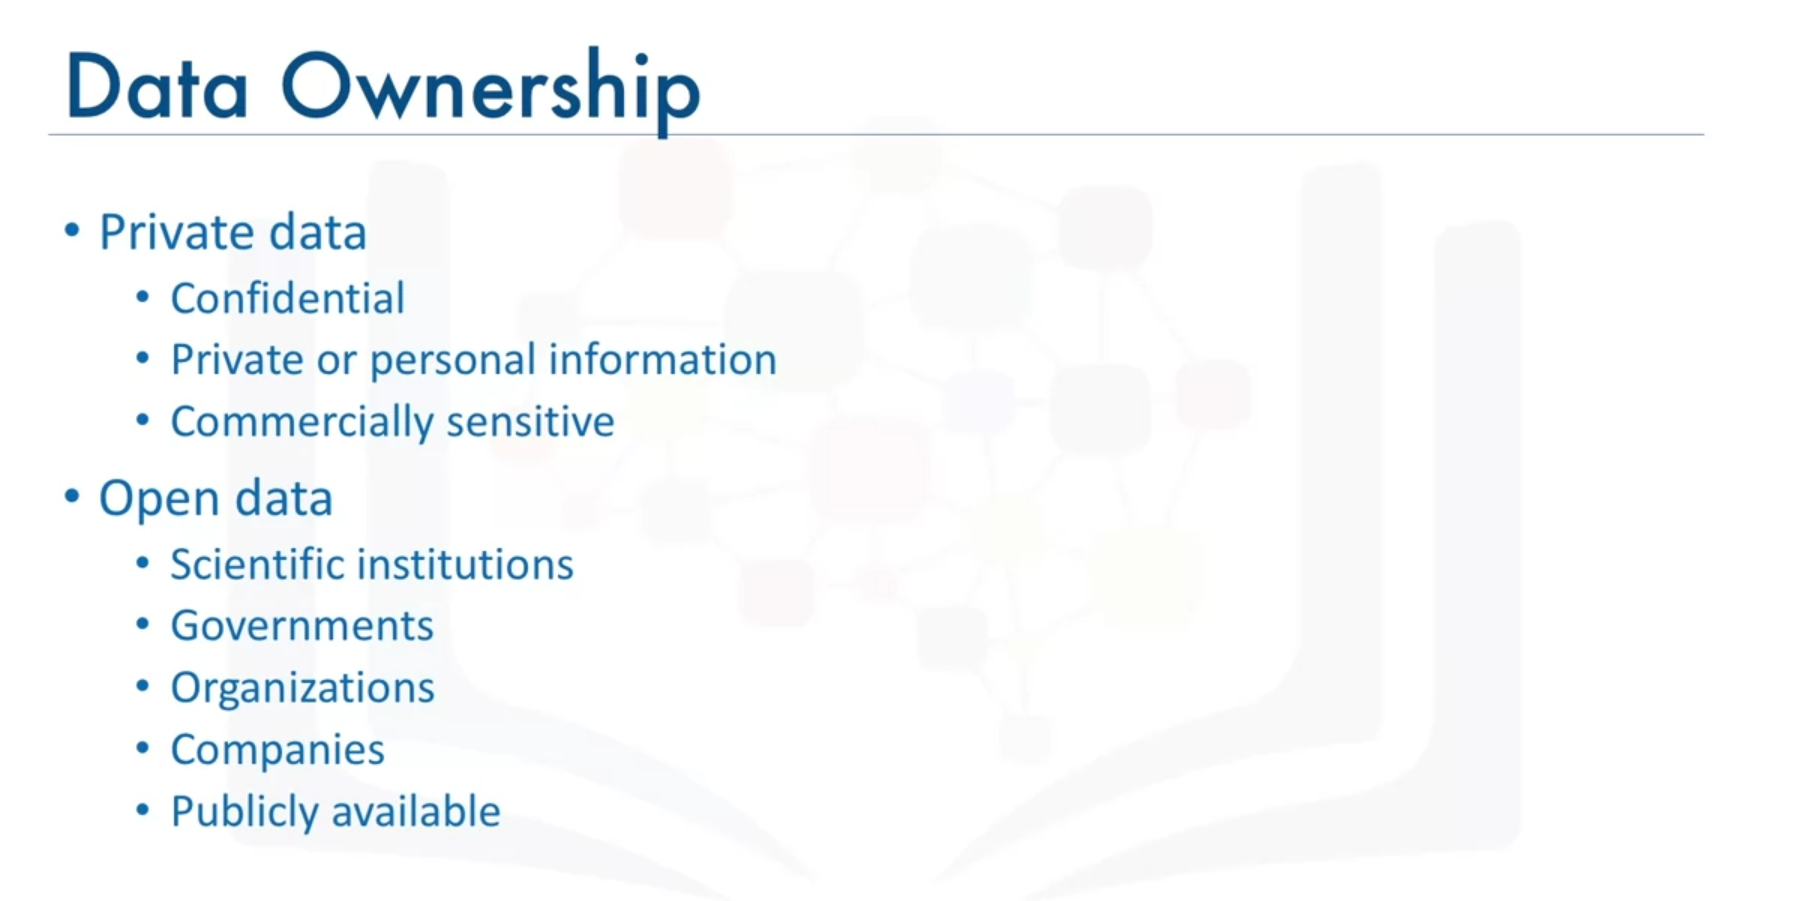 Data Ownership
• Private data
• Confidential
• Private or personal information
• Commercially sensitive
• Open data
• Scientific institutions
• Governments
• Organizations
• Companies
• Publicly available